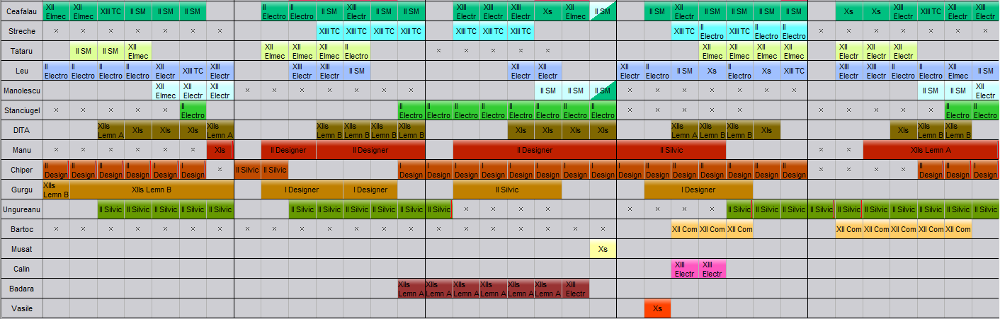 Ceafalau XII Elmec XII Elmec XIII TC II SM II SM II SM II Electro II Electro II SM XIII Electr II SM II SM XIII Electr XIII Electr XIII Electr Xs XII Elmec II SM II SM XIII Electr II SM II SM II SM II SM Xs Xs XIII Electr XIII TC XII Electr XIII Electr
Streche × × × × × × × XIII TC XIII TC XIII TC XIII TC XIII TC XIII TC XIII TC XIII TC II Electro XIII TC II Electro II Electro × × × × × × ×
Tataru II SM II SM XII Elmec XII Elmec XII Elmec XII Elmec II Electro × × × × × XII Elmec XII Elmec XII Elmec XII Elmec XII Elmec XII Elmec XII Elmec
Leu II Electro II Electro II Electro II Electro XII Electr XIII TC XIII Electr XIII Electr XIII Electr II SM XII Electr XII Electr XII Electr II Electro II SM Xs II Electro Xs XIII TC XIII Electr XIII Electr XII Electr II Electro XII Elmec II SM
Manolescu XII Elmec XII Electr XII Electr × × × × × × × II SM II SM II SM × × × × × × × II SM II SM XII Electr
Stanciugel × × × × × II Electro II Electro II Electro II Electro II Electro II Electro II Electro II Electro II Electro × × × × × × × × × × II Electro II Electro
DITA XIIs Lemn A XIs XIs XIs XIIs Lemn A XIIs Lemn B XIIs Lemn B XIIs Lemn B XIIs Lemn B XIs XIs XIs XIs XIIs Lemn A XIIs Lemn B XIIs Lemn B XIs XIs XIIs Lemn B XIIs Lemn B
Manu × × × × × × XIs II Designer II Designer II Designer II Silvic × × XIIs Lemn A
Chiper II Design II Design II Design II Design II Design II Design × II Silvic II Silvic I Design I Design I Design I Design I Design I Design I Design I Design I Design I Design I Design I Design I Design I Design I Design × × × × II Design II Design I Design
Gurgu XIIs Lemn B XIIs Lemn B I Designer I Designer II Silvic I Designer
Ungureanu II Silvic II Silvic II Silvic II Silvic II Silvic II Silvic II Silvic II Silvic II Silvic II Silvic II Silvic × × × × × × × × II Silvic II Silvic II Silvic II Silvic II Silvic II Silvic II Silvic II Silvic II Silvic II Silvic
Bartoc × × × × × × × × × × × × × × × × × × × × × XII Com XII Com XII Com XII Com XII Com XII Com XII Com XII Com
Musat Xs
Calin XIII Electr XIII Electr
Badara XIIs Lemn A XIIs Lemn A XIIs Lemn A XIIs Lemn A XIIs Lemn A XIIs Lemn A XIII Electr
Vasile Xs